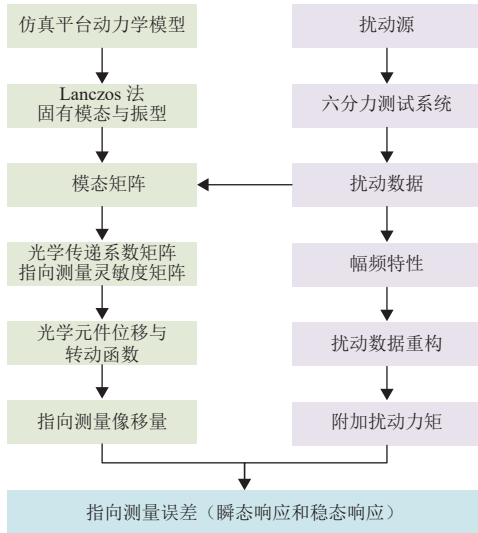 仿真平台动力学模型
扰动源
Lanczos 法
固有模态与振型
六分力测试系统
模态矩阵
扰动数据
光学传递系数矩阵
指向测量灵敏度矩阵
幅频特性
光学元件位移与
转动函数
扰动数据重构
指向测量像移量
附加扰动力矩
指向测量误差（瞬态响应和稳态响应）